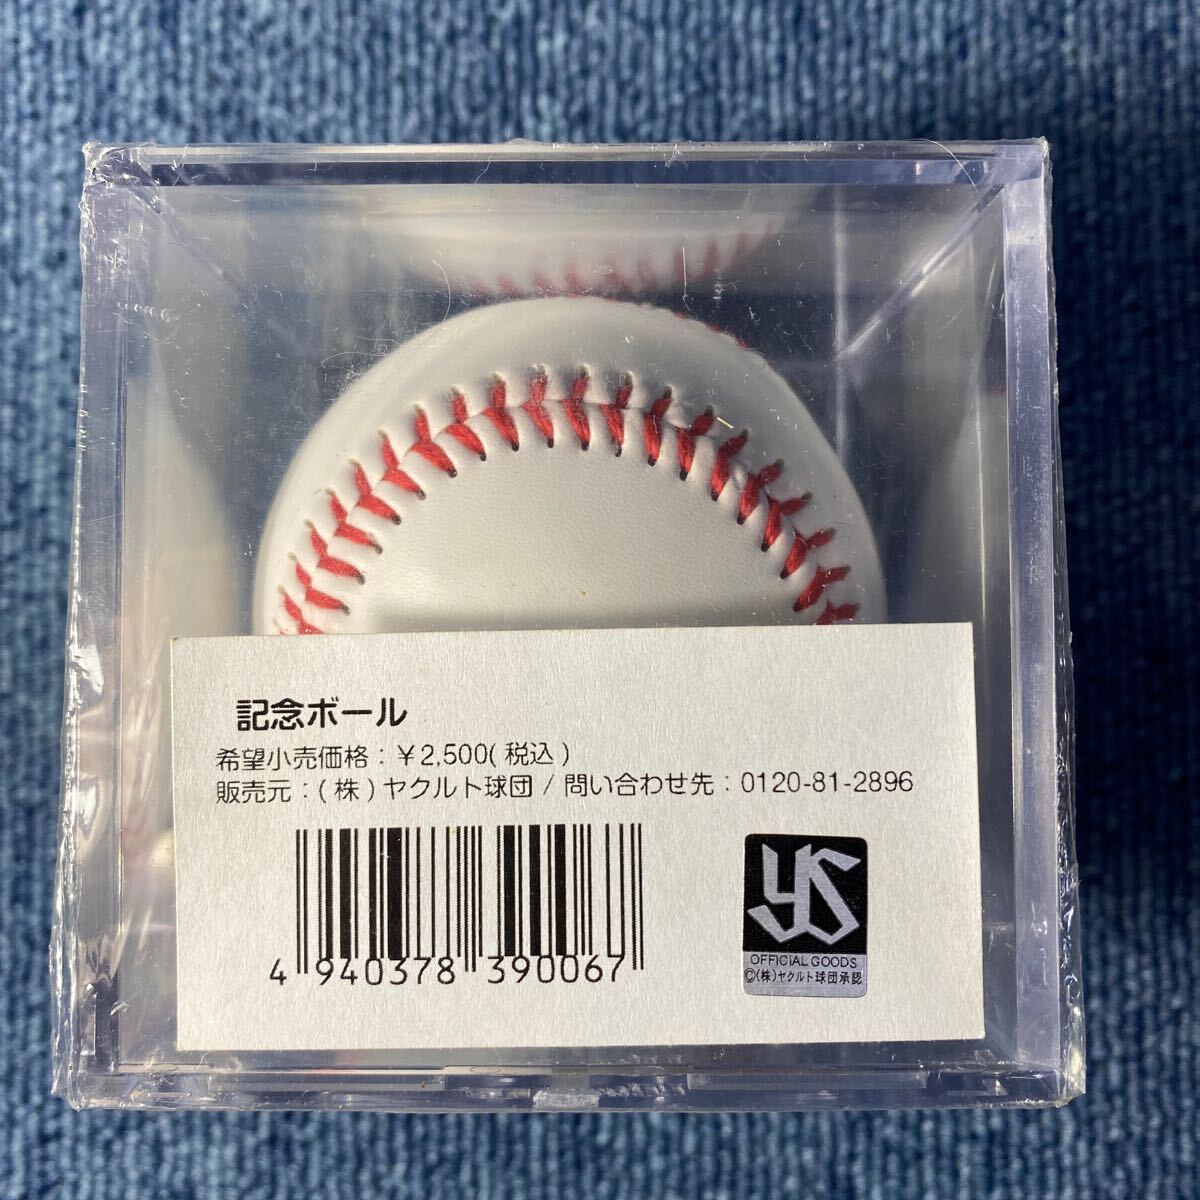 記念ボール
希望小売価格：￥2,500(税込)
販売元：(株)ヤクルト球団 / 問い合わせ先：0120-81-2896
4 940378 390067
YS
OFFICIAL GOODS
©(株)ヤクルト球団承認